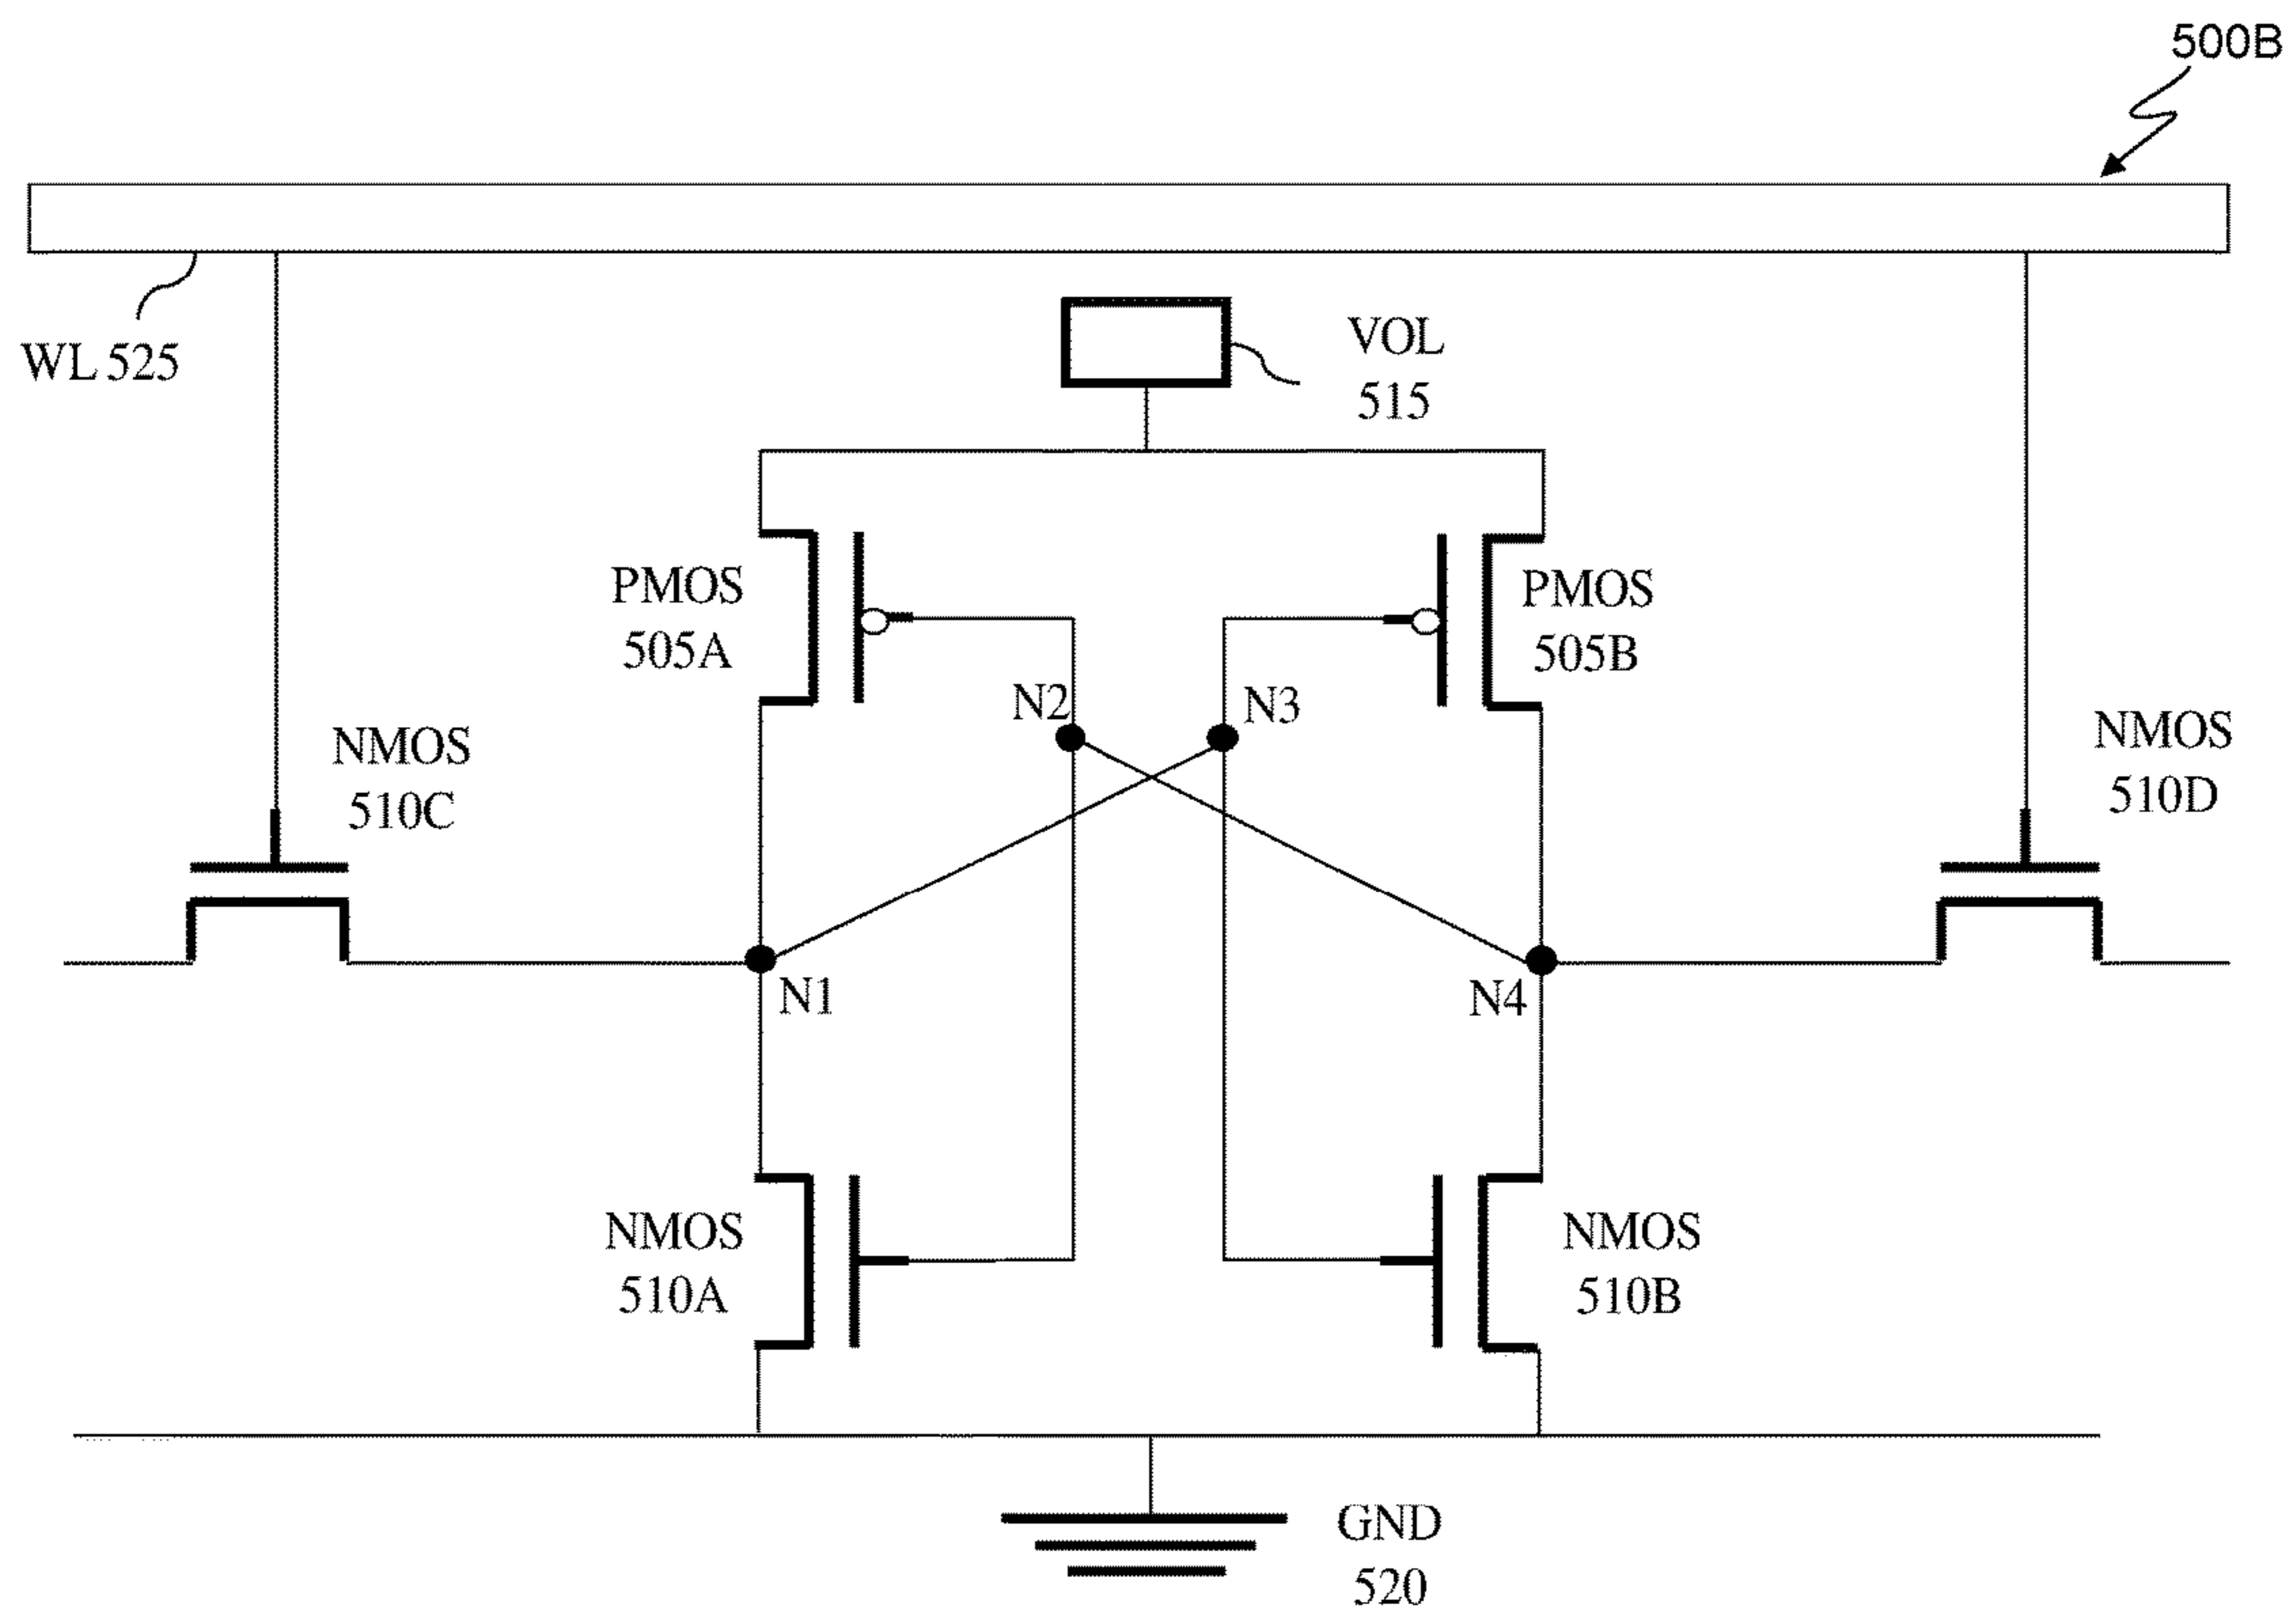 500B
WL 525
VOL
515
PMOS
505A
PMOS
505B
N2
N3
NMOS
510C
NMOS
510D
N1
N4
NMOS
510A
NMOS
510B
GND
520